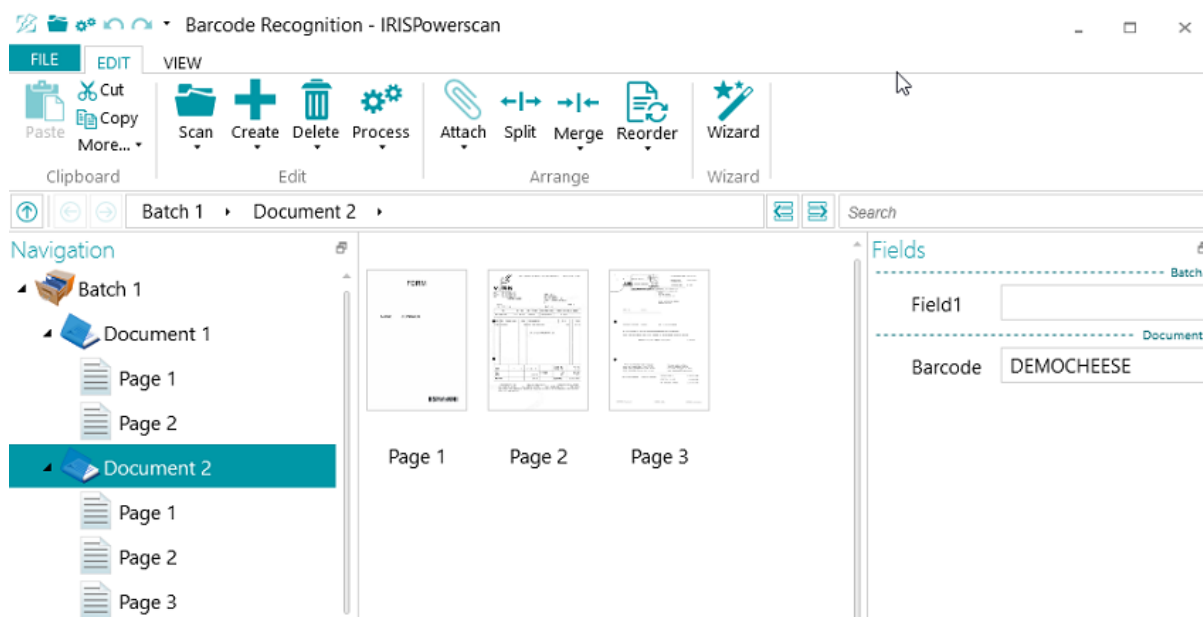 Barcode Recognition - IRISPowerscan
FILE EDIT VIEW
Paste
Cut
Copy
More...
Clipboard
Scan Create Delete Process
Edit
Attach Split Merge Reorder
Arrange
Wizard
Wizard
Batch 1 Document 2
Search
Navigation
Batch 1
Document 1
Page 1
Page 2
Document 2
Page 1
Page 2
Page 3
FORM
Page 1 Page 2 Page 3
Fields
Batch
Field1
Document
Barcode DEMOCHEESE